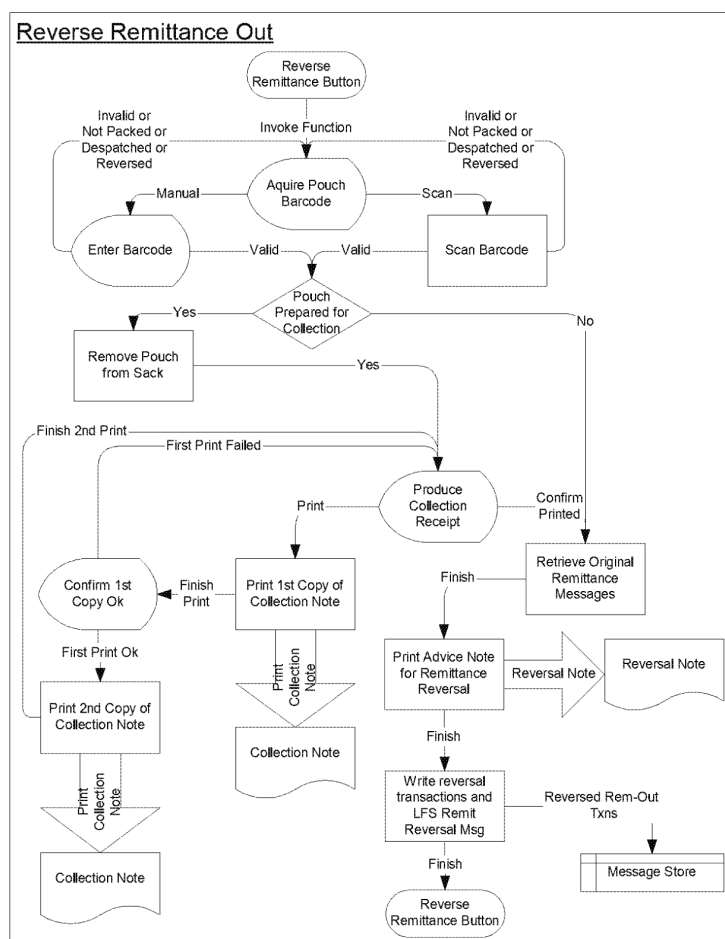 Reverse Remittance Out
Reverse
Remittance Button
Invalid or
Not Packed or
Despatched or
Reversed
Invoke Function
Invalid or
Not Packed or
Despatched or
Reversed
Aquire Pouch
Barcode
Manual
Scan
Enter Barcode
Valid
Valid
Scan Barcode
Pouch
Prepared for
Collection
Yes
No
Remove Pouch
from Sack
Yes
Finish 2nd Print
First Print Failed
Produce
Collection
Receipt
Print
Confirm
Printed
Confirm 1st
Copy Ok
Finish
Print
Print 1st Copy of
Collection Note
Finish
Retrieve Original
Remittance
Messages
First Print Ok
Print
Collection
Note
Print Advice Note
for Remittance
Reversal
Reversal Note
Reversal Note
Print 2nd Copy of
Collection Note
Collection Note
Finish
Print
Collection
Note
Write reversal
transactions and
LFS Remit
Reversal Msg
Reversed Rem-Out
Txns
Collection Note
Finish
Message Store
Reverse
Remittance Button